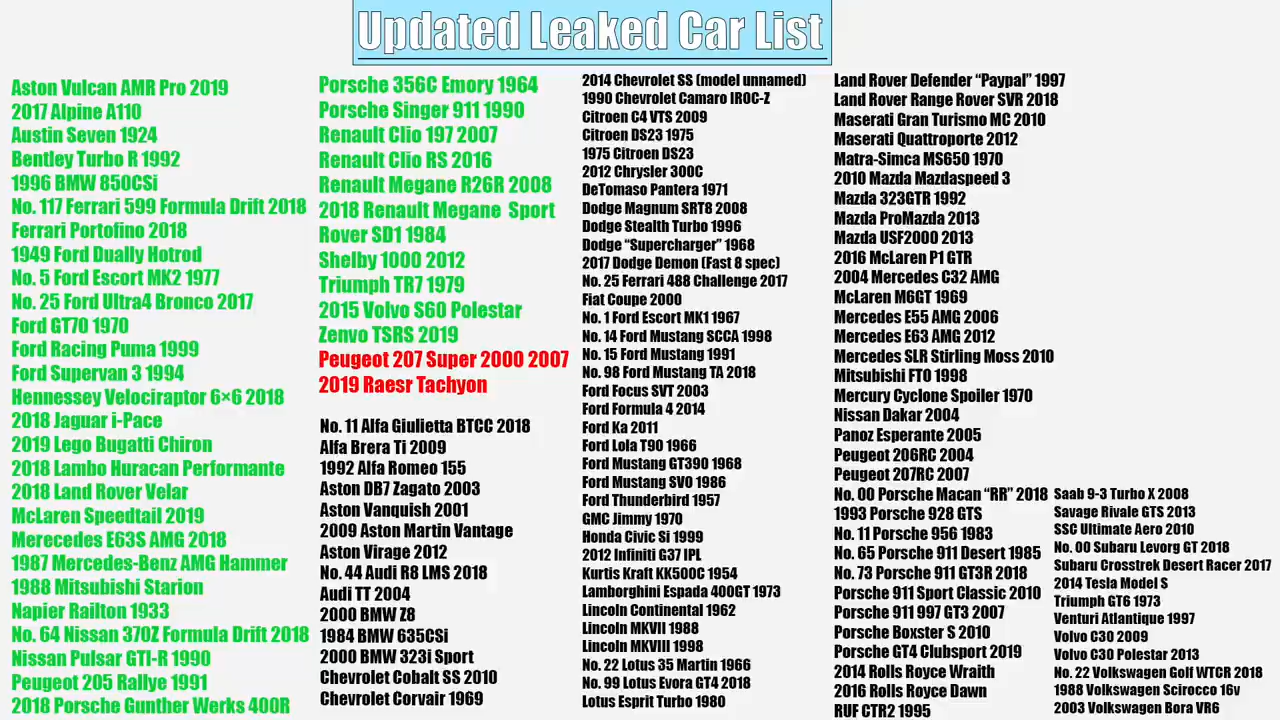 Updated Leaked Car List
Aston Vulcan AMR Pro 2019
2017 Alpine A110
Austin Seven 1924
Bentley Turbo R 1992
1996 BMW 850CSi
No. 117 Ferrari 599 Formula Drift 2018
Ferrari Portofino 2018
1949 Ford Dually Hotrod
No. 5 Ford Escort MK2 1977
No. 25 Ford Ultra4 Bronco 2017
Ford GT70 1970
Ford Racing Puma 1999
Ford Supervan 3 1994
Hennessey Velociraptor 6×6 2018
2018 Jaguar i-Pace
2019 Lego Bugatti Chiron
2018 Lambo Huracan Performante
2018 Land Rover Velar
McLaren Speedtail 2019
Merecedes E63S AMG 2018
1987 Mercedes-Benz AMG Hammer
1988 Mitsubishi Starion
Napier Railton 1933
No. 64 Nissan 370Z Formula Drift 2018
Nissan Pulsar GTI-R 1990
Peugeot 205 Rallye 1991
2018 Porsche Gunther Werks 400R
Porsche 356C Emory 1964
Porsche Singer 911 1990
Renault Clio 197 2007
Renault Clio RS 2016
Renault Megane R26R 2008
2018 Renault Megane Sport
Rover SD1 1984
Shelby 1000 2012
Triumph TR7 1979
2015 Volvo S60 Polestar
Zenvo TSRS 2019
Peugeot 207 Super 2000 2007
2019 Raesr Tachyon
No. 11 Alfa Giulietta BTCC 2018
Alfa Brera Ti 2009
1992 Alfa Romeo 155
Aston DB7 Zagato 2003
Aston Vanquish 2001
2009 Aston Martin Vantage
Aston Virage 2012
No. 44 Audi R8 LMS 2018
Audi TT 2004
2000 BMW Z8
1984 BMW 635CSi
2000 BMW 323i Sport
Chevrolet Cobalt SS 2010
Chevrolet Corvair 1969
2014 Chevrolet SS (model unnamed)
1990 Chevrolet Camaro IROC-Z
Citroen C4 VTS 2009
Citroen DS23 1975
1975 Citroen DS23
2012 Chrysler 300C
DeTomaso Pantera 1971
Dodge Magnum SRT8 2008
Dodge Stealth Turbo 1996
Dodge “Supercharger” 1968
2017 Dodge Demon (Fast 8 spec)
No. 25 Ferrari 488 Challenge 2017
Fiat Coupe 2000
No. 1 Ford Escort MK1 1967
No. 14 Ford Mustang SCCA 1998
No. 15 Ford Mustang 1991
No. 98 Ford Mustang TA 2018
Ford Focus SVT 2003
Ford Formula 4 2014
Ford Ka 2011
Ford Lola T90 1966
Ford Mustang GT390 1968
Ford Mustang SVO 1986
Ford Thunderbird 1957
GMC Jimmy 1970
Honda Civic Si 1999
2012 Infiniti G37 IPL
Kurtis Kraft KK500C 1954
Lamborghini Espada 400GT 1973
Lincoln Continental 1962
Lincoln MKVII 1988
Lincoln MKVIII 1998
No. 22 Lotus 35 Martin 1966
No. 99 Lotus Evora GT4 2018
Lotus Esprit Turbo 1980
Land Rover Defender “Paypal” 1997
Land Rover Range Rover SVR 2018
Maserati Gran Turismo MC 2010
Maserati Quattroporte 2012
Matra-Simca MS650 1970
2010 Mazda Mazdaspeed 3
Mazda 323GTR 1992
Mazda ProMazda 2013
Mazda USF2000 2013
2016 McLaren P1 GTR
2004 Mercedes C32 AMG
McLaren M6GT 1969
Mercedes E55 AMG 2006
Mercedes E63 AMG 2012
Mercedes SLR Stirling Moss 2010
Mitsubishi FTO 1998
Mercury Cyclone Spoiler 1970
Nissan Dakar 2004
Panoz Esperante 2005
Peugeot 206RC 2004
Peugeot 207RC 2007
No. 00 Porsche Macan “RR” 2018
1993 Porsche 928 GTS
No. 11 Porsche 956 1983
No. 65 Porsche 911 Desert 1985
No. 73 Porsche 911 GT3R 2018
Porsche 911 Sport Classic 2010
Porsche 911 997 GT3 2007
Porsche Boxster S 2010
Porsche GT4 Clubsport 2019
2014 Rolls Royce Wraith
2016 Rolls Royce Dawn
RUF CTR2 1995
Saab 9-3 Turbo X 2008
Savage Rivale GTS 2013
SSC Ultimate Aero 2010
No. 00 Subaru Levorg GT 2018
Subaru Crosstrek Desert Racer 2017
2014 Tesla Model S
Triumph GT6 1973
Venturi Atlantique 1997
Volvo C30 2009
Volvo C30 Polestar 2013
No. 22 Volkswagen Golf WTCR 2018
1988 Volkswagen Scirocco 16v
2003 Volkswagen Bora VR6